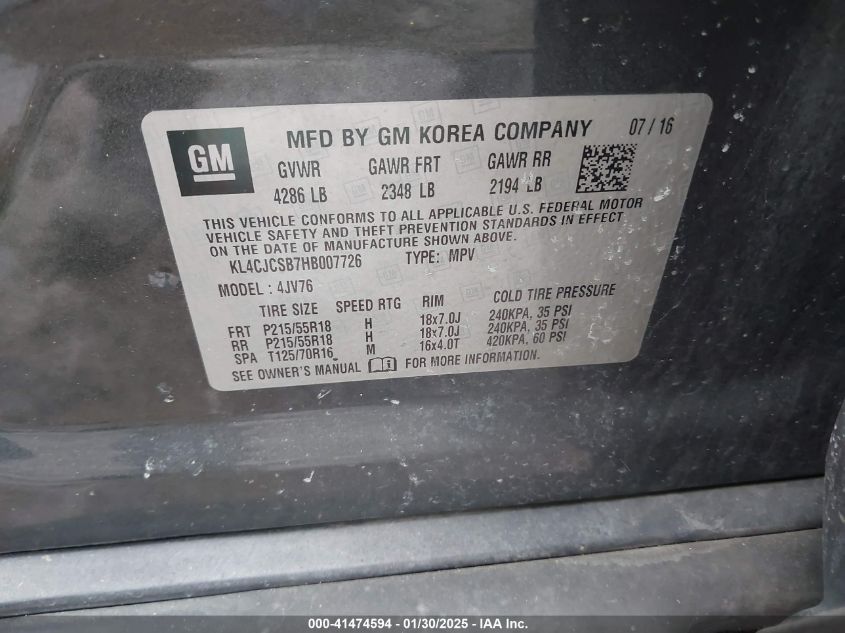 GM
MFD BY GM KOREA COMPANY 07 / 16
GVWR GAWR FRT GAWR RR
4286 LB 2348 LB 2194 LB
THIS VEHICLE CONFORMS TO ALL APPLICABLE U.S. FEDERAL MOTOR
VEHICLE SAFETY AND THEFT PREVENTION STANDARDS IN EFFECT
ON THE DATE OF MANUFACTURE SHOWN ABOVE.
KL4CJCSB7HB007726 TYPE: MPV
MODEL : 4JV76
TIRE SIZE SPEED RTG RIM COLD TIRE PRESSURE
FRT P215/55R18 H 18x7.0J 240KPA, 35 PSI
RR P215/55R18 H 18x7.0J 240KPA, 35 PSI
SPA T125/70R16 M 16x4.0T 420KPA, 60 PSI
SEE OWNER'S MANUAL FOR MORE INFORMATION.
000-41474594 - 01/30/2025 - IAA Inc.